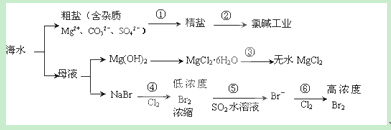 粗盐(含杂质 ① 精盐 ② 氯碱工业
Mg²⁺、CO₃²⁻、SO₄²⁻)
海水
Mg(OH)₂ MgCl₂·6H₂O ③ 无水 MgCl₂
母液
NaBr ④ Cl₂ 低浓度 Br₂ 浓缩 ⑤ SO₂水溶液 Br⁻ ⑥ Cl₂ 高浓度 Br₂